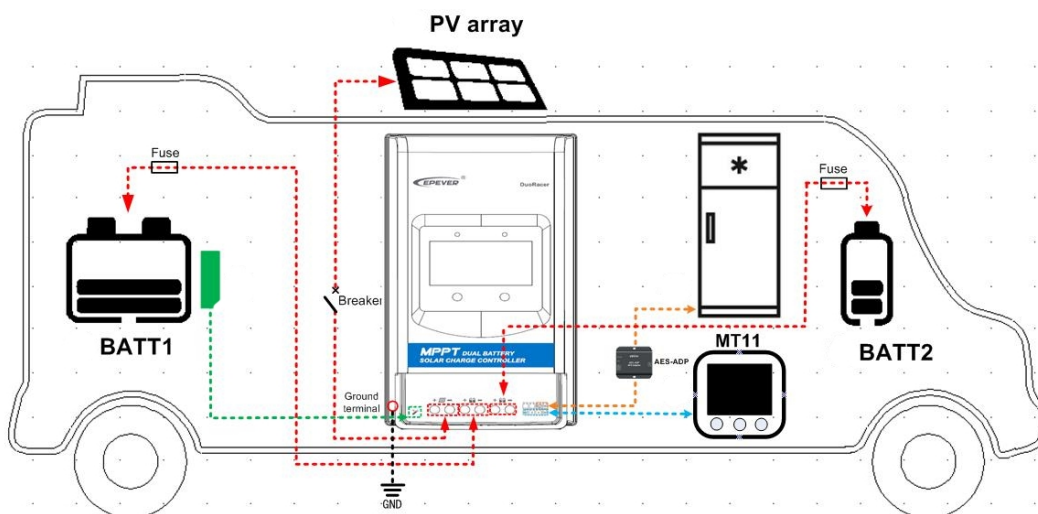 PV array
Fuse
EPEVER ®
DuoRacer
Fuse
Breaker
BATT1
MPPT DUAL BATTERY
SOLAR CHARGE CONTROLLER
AES-ADP
MT11
BATT2
Ground
terminal
GND